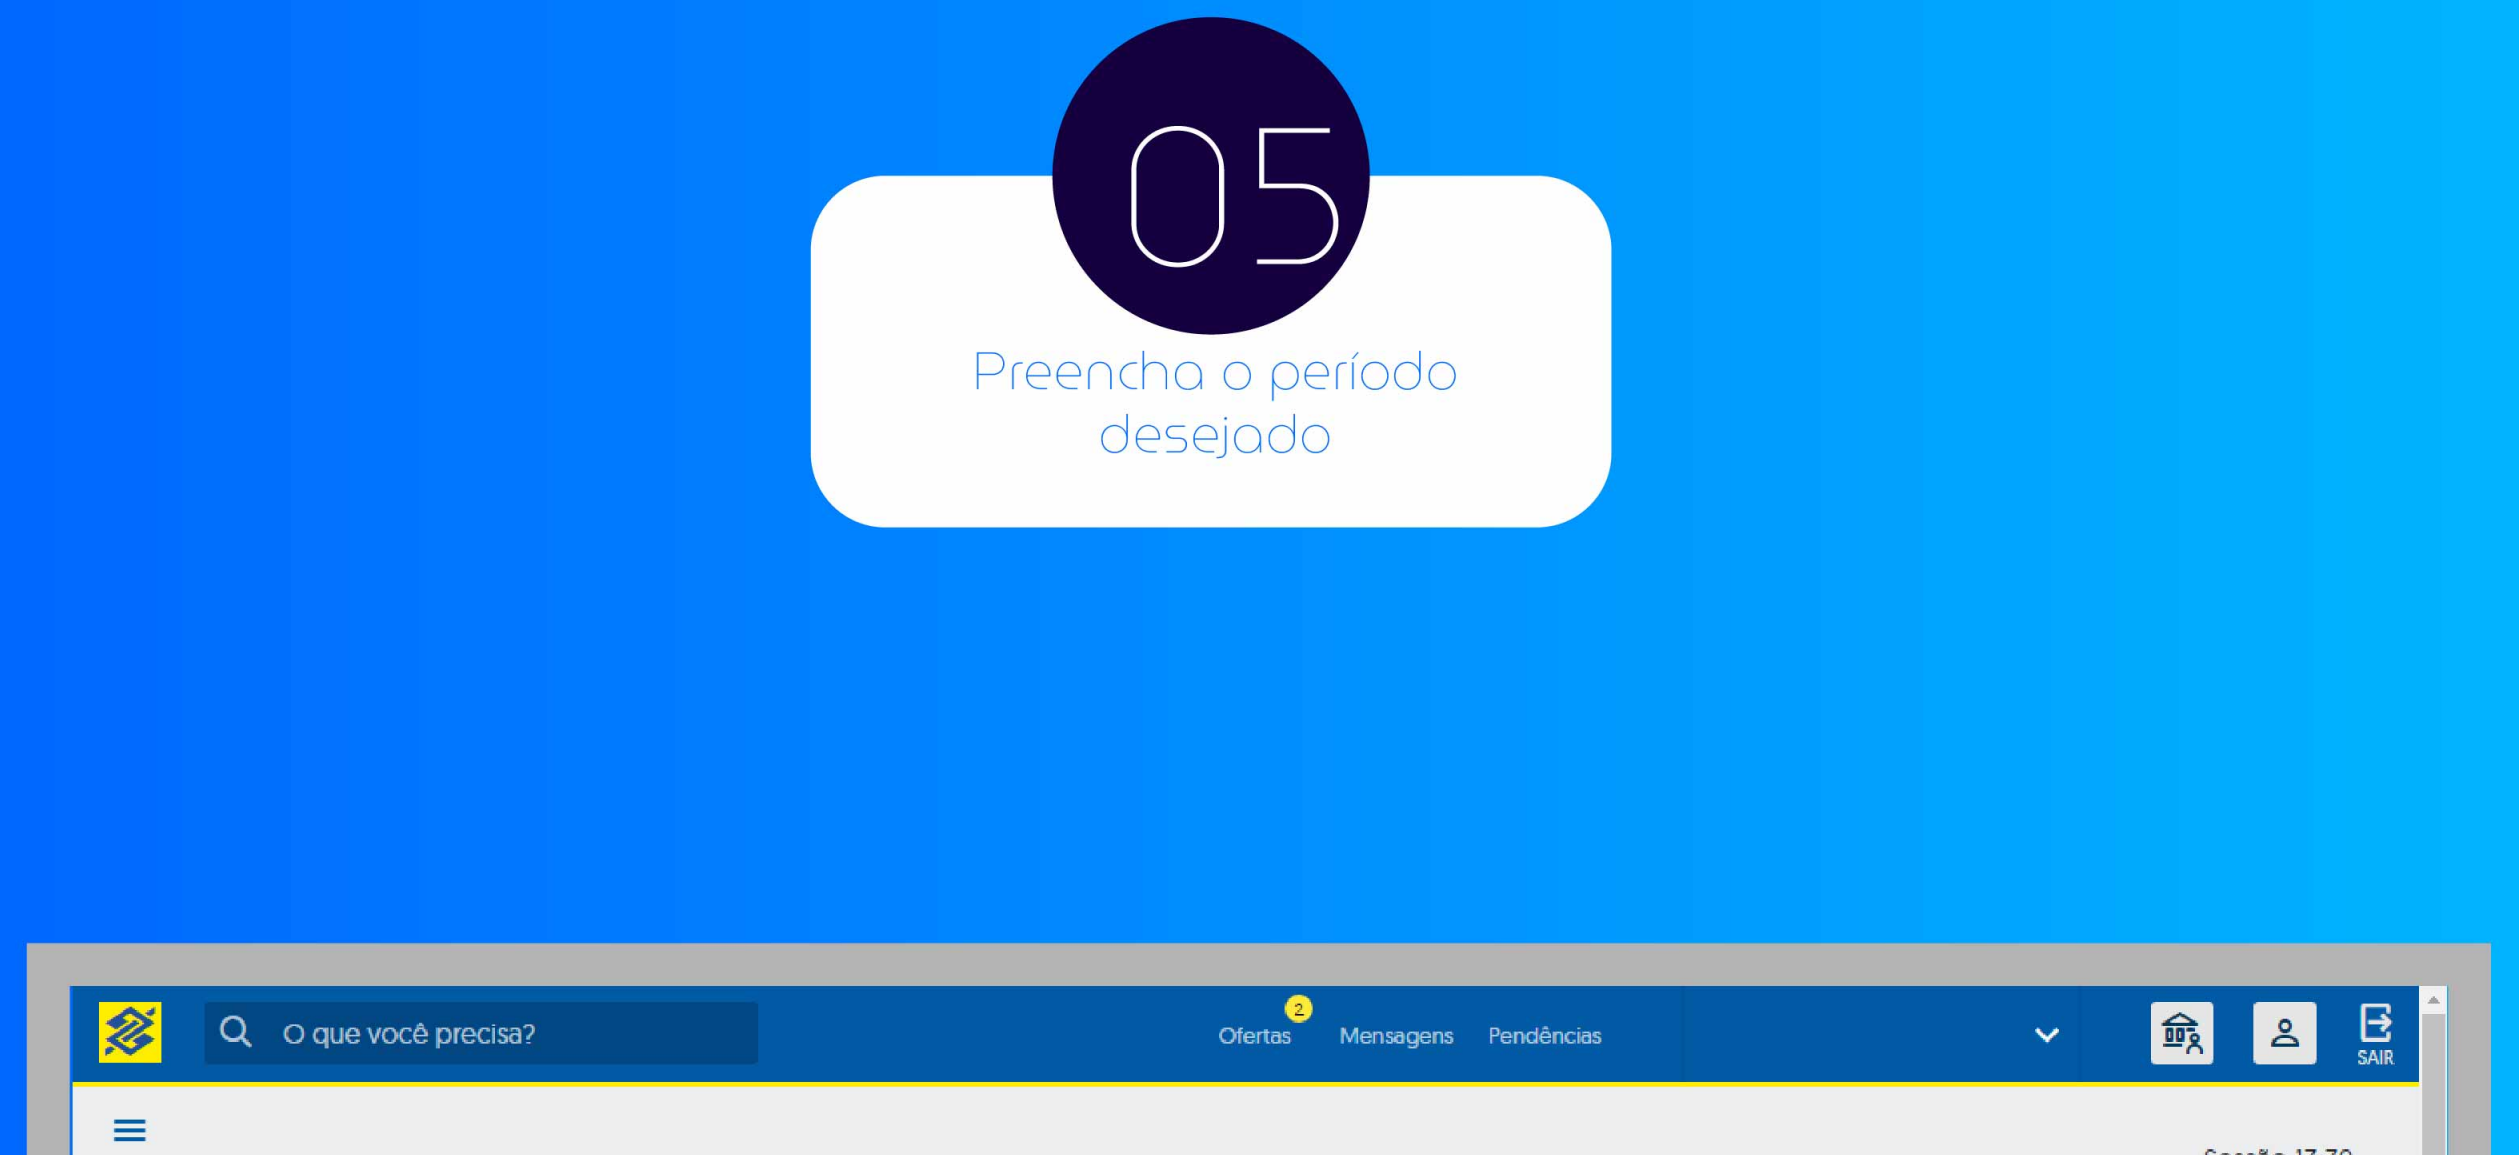 05
Preencha o período
desejado
O que você precisa?
2
Ofertas
Mensagens
Pendências
SAIR